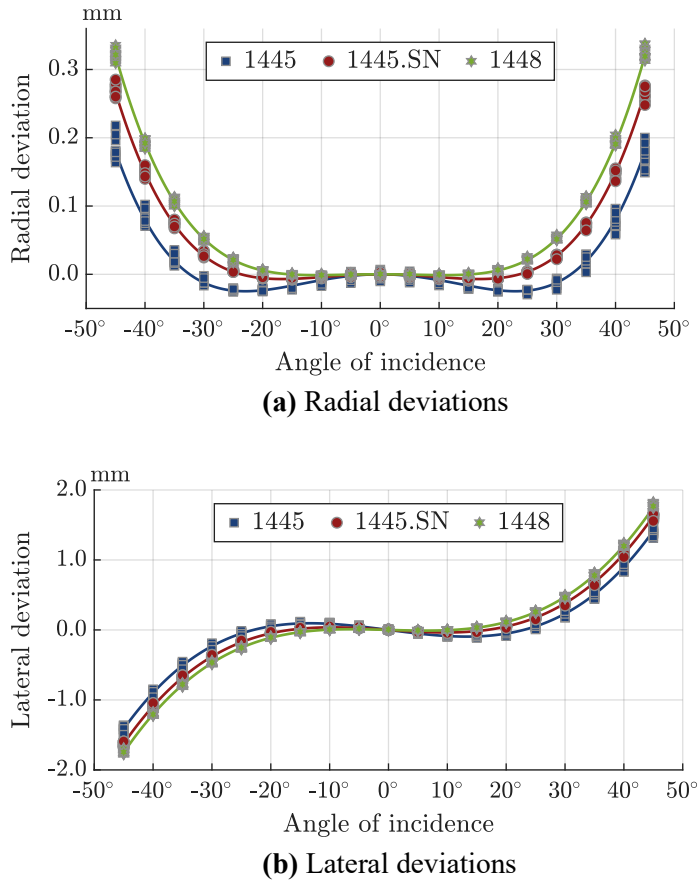 mm
1445 1445.SN 1448
Radial deviation
0.3
0.2
0.1
0.0
-50° -40° -30° -20° -10° 0° 10° 20° 30° 40° 50°
Angle of incidence
(a) Radial deviations
mm
1445 1445.SN 1448
Lateral deviation
2.0
1.0
0.0
-1.0
-2.0
-50° -40° -30° -20° -10° 0° 10° 20° 30° 40° 50°
Angle of incidence
(b) Lateral deviations